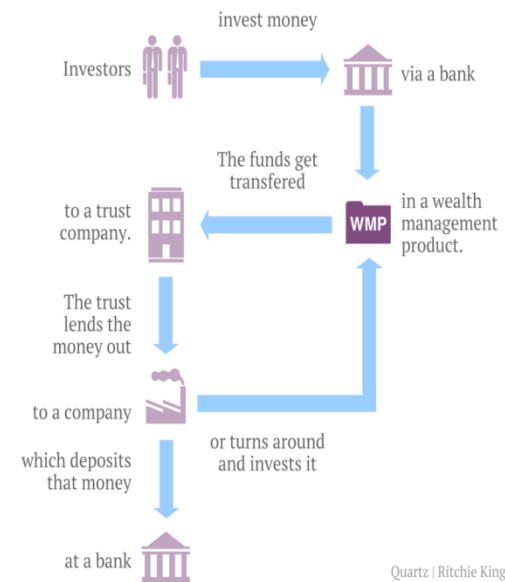 invest money
Investors
via a bank
The funds get
transfered
to a trust
company.
WMP
in a wealth
management
product.
The trust
lends the
money out
to a company
or turns around
and invests it
which deposits
that money
at a bank
Quartz | Ritchie King